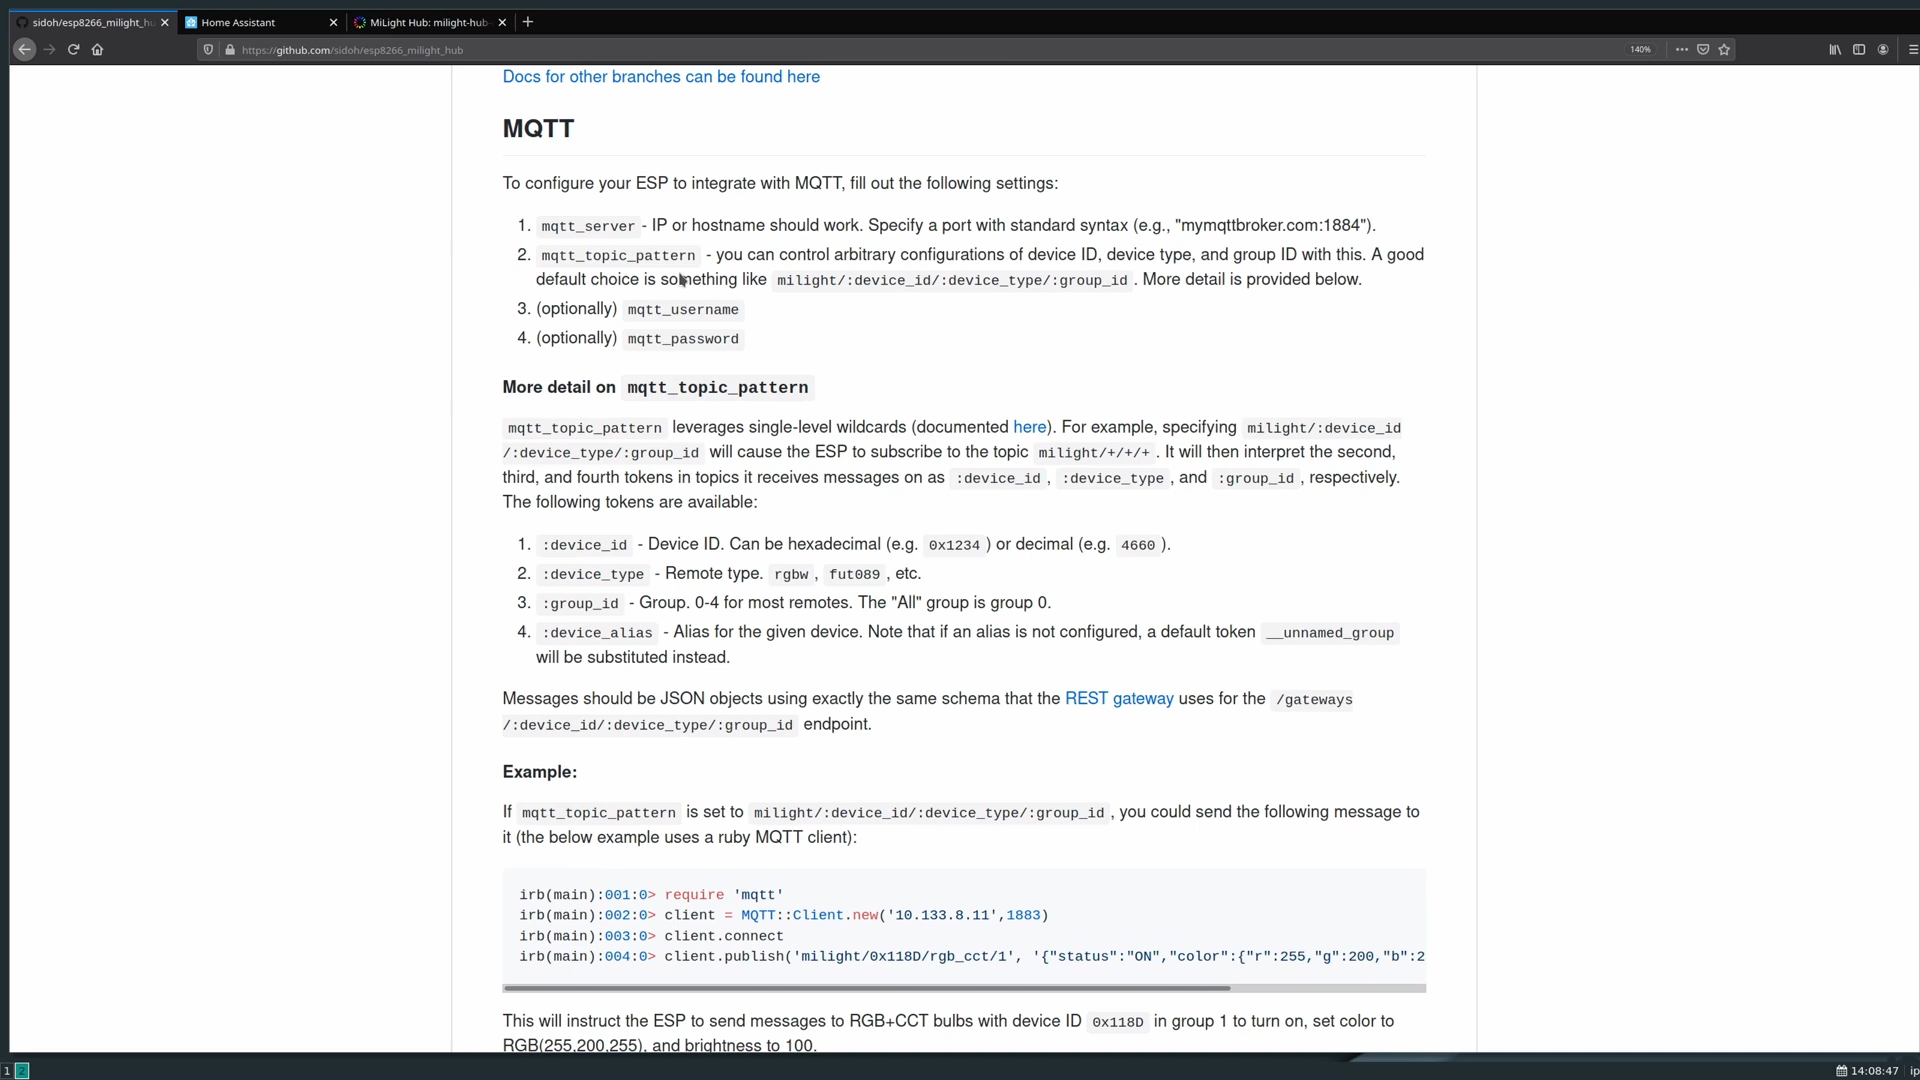 sidoh/esp8266_milight_hu
Home Assistant
MiLight Hub: milight-hub-
https://github.com/sidoh/esp8266_milight_hub
140%
Docs for other branches can be found here
MQTT
To configure your ESP to integrate with MQTT, fill out the following settings:
1. mqtt_server - IP or hostname should work. Specify a port with standard syntax (e.g., "mymqttbroker.com:1884").
2. mqtt_topic_pattern - you can control arbitrary configurations of device ID, device type, and group ID with this. A good
default choice is something like milight/:device_id/:device_type/:group_id . More detail is provided below.
3. (optionally) mqtt_username
4. (optionally) mqtt_password
More detail on mqtt_topic_pattern
mqtt_topic_pattern leverages single-level wildcards (documented here). For example, specifying milight/:device_id
/:device_type/:group_id will cause the ESP to subscribe to the topic milight/+/+/+ . It will then interpret the second,
third, and fourth tokens in topics it receives messages on as :device_id , :device_type , and :group_id , respectively.
The following tokens are available:
1. :device_id - Device ID. Can be hexadecimal (e.g. 0x1234 ) or decimal (e.g. 4660 ).
2. :device_type - Remote type. rgbw , fut089 , etc.
3. :group_id - Group. 0-4 for most remotes. The "All" group is group 0.
4. :device_alias - Alias for the given device. Note that if an alias is not configured, a default token __unnamed_group
will be substituted instead.
Messages should be JSON objects using exactly the same schema that the REST gateway uses for the /gateways
/:device_id/:device_type/:group_id endpoint.
Example:
If mqtt_topic_pattern is set to milight/:device_id/:device_type/:group_id , you could send the following message to
it (the below example uses a ruby MQTT client):
irb(main):001:0> require 'mqtt'
irb(main):002:0> client = MQTT::Client.new('10.133.8.11',1883)
irb(main):003:0> client.connect
irb(main):004:0> client.publish('milight/0x118D/rgb_cct/1', '{"status":"ON","color":{"r":255,"g":200,"b":2
This will instruct the ESP to send messages to RGB+CCT bulbs with device ID 0x118D in group 1 to turn on, set color to
RGB(255,200,255), and brightness to 100.
1 2
14:08:47 ip